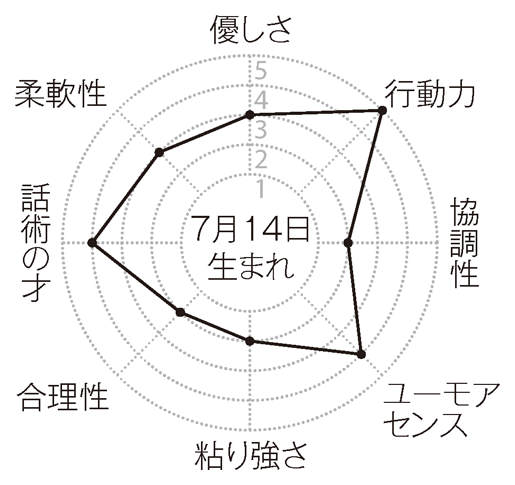 優しさ
行動力
協調性
ユーモア
センス
粘り強さ
合理性
話術の才
柔軟性
5
4
3
2
1
7月14日
生まれ